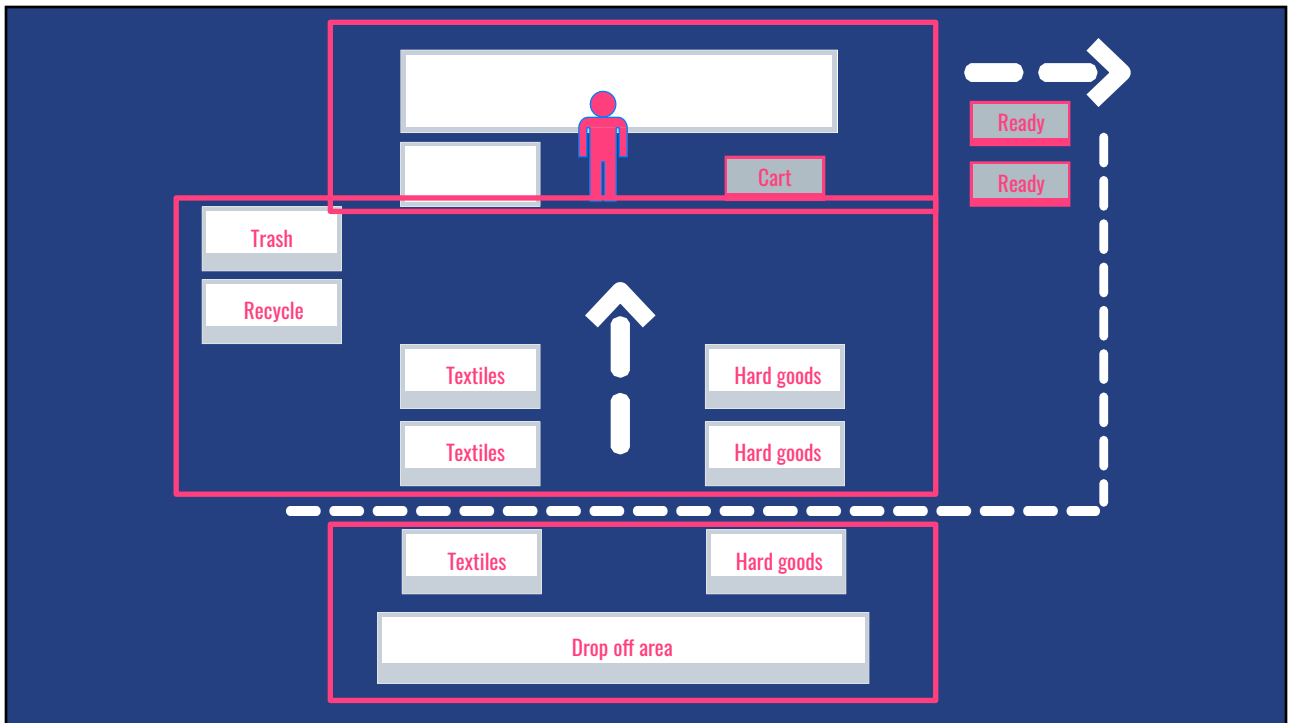 Ready
Cart
Ready
Trash
Recycle
Textiles
Hard goods
Textiles
Hard goods
Textiles
Hard goods
Drop off area